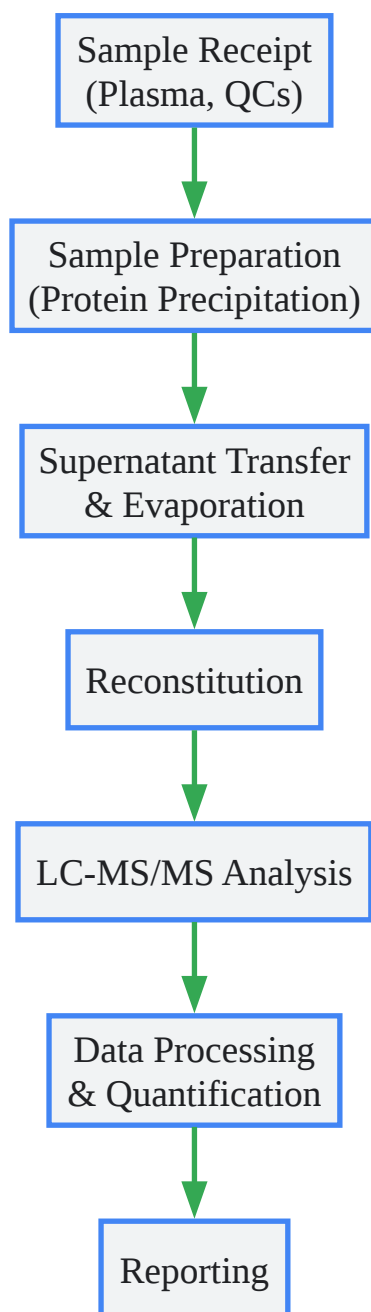 Sample Receipt
(Plasma, QCs)
Sample Preparation
(Protein Precipitation)
Supernatant Transfer
& Evaporation
Reconstitution
LC-MS/MS Analysis
Data Processing
& Quantification
Reporting